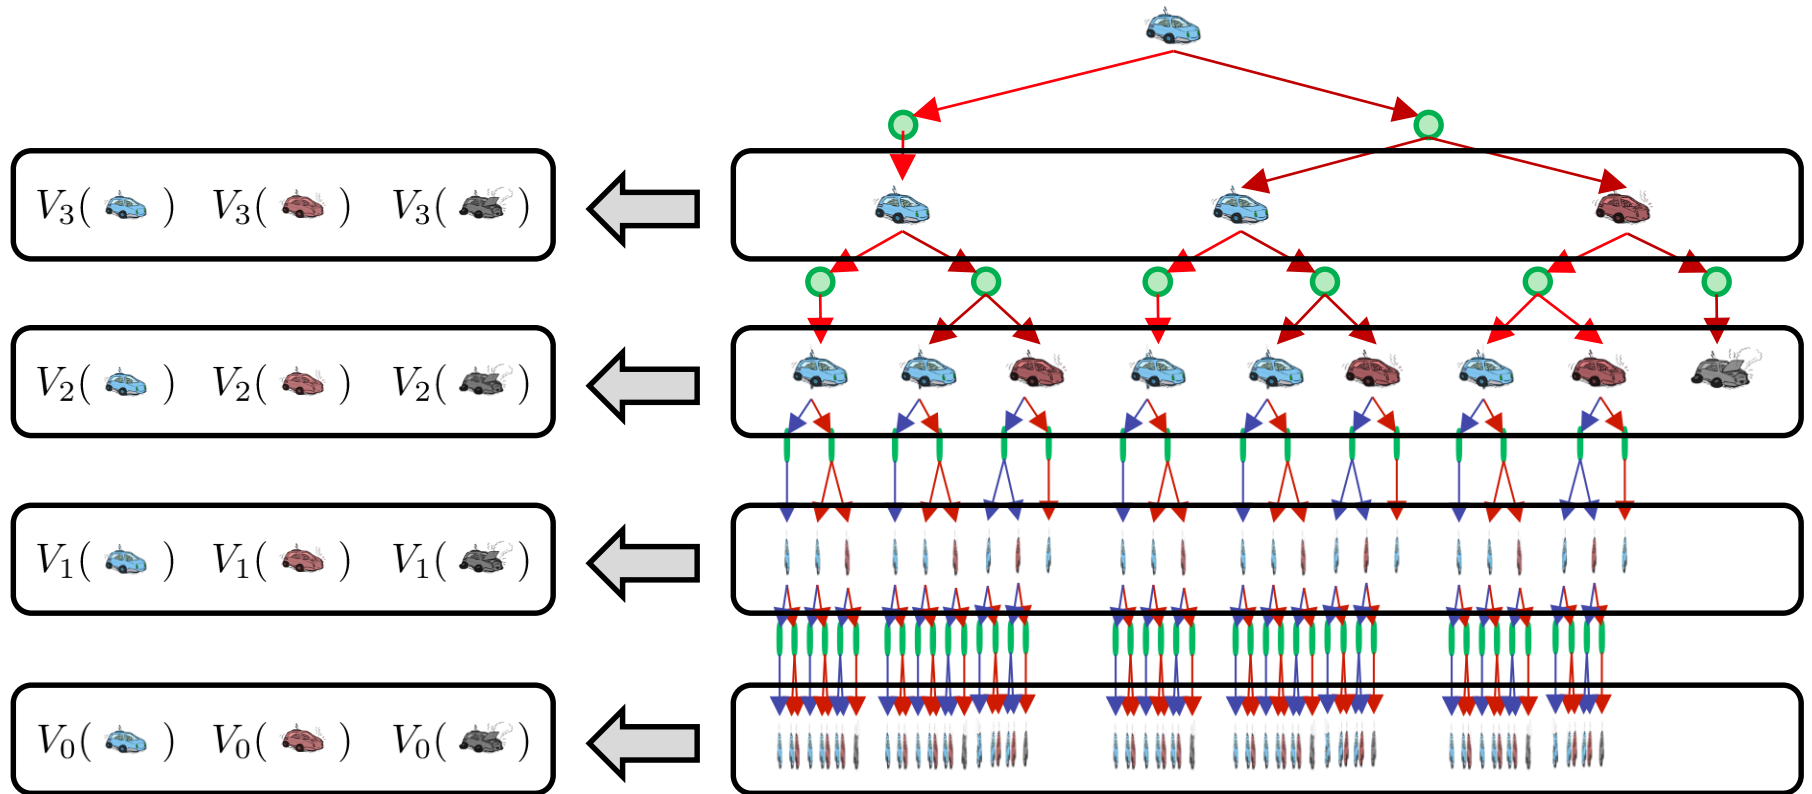 V₃( ) V₃( ) V₃( )
V₂( ) V₂( ) V₂( )
V₁( ) V₁( ) V₁( )
V₀( ) V₀( ) V₀( )